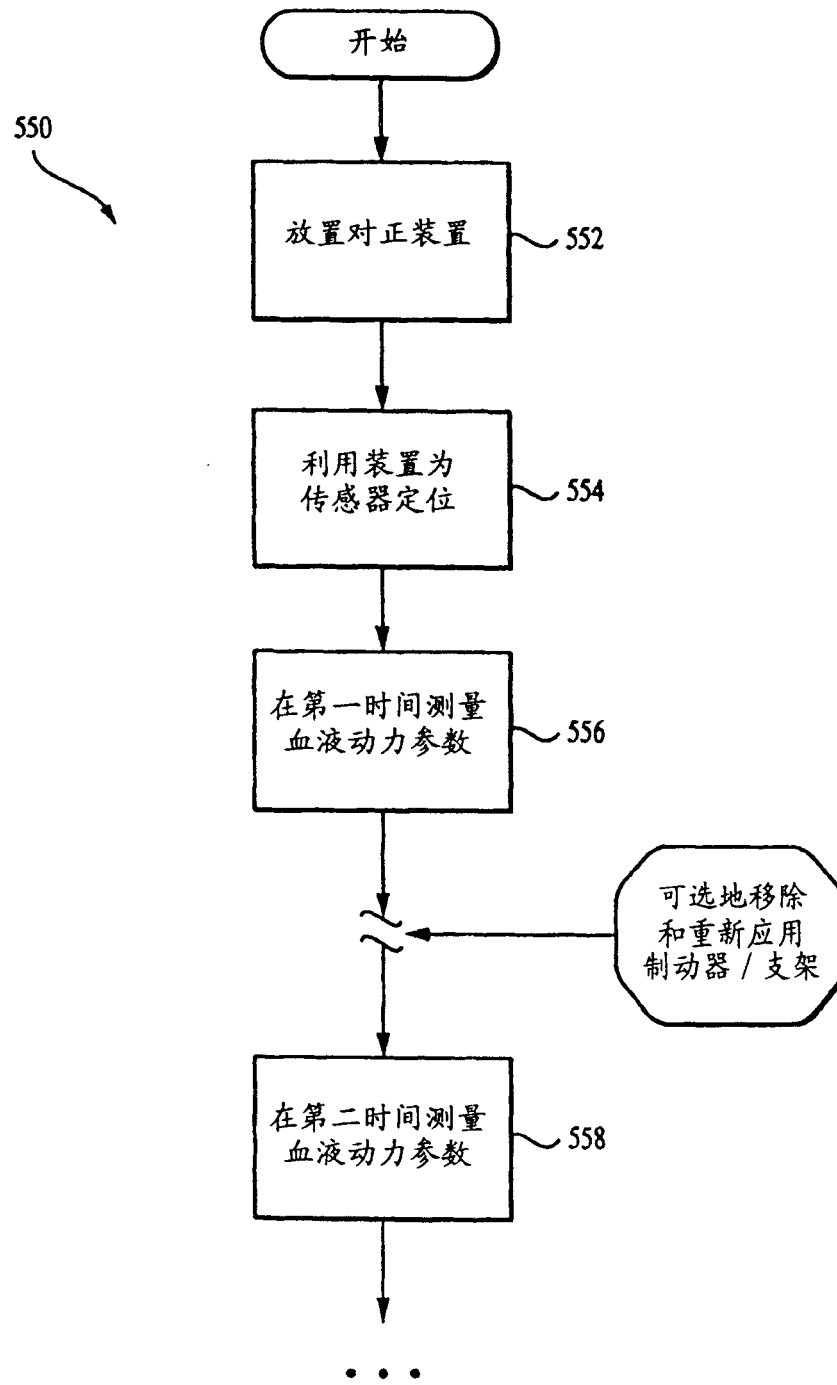 开始
550
放置对正装置
552
利用装置为
传感器定位
554
在第一时间测量
血液动力参数
556
可选地移除
和重新应用
制动器/支架
在第二时间测量
血液动力参数
558
...